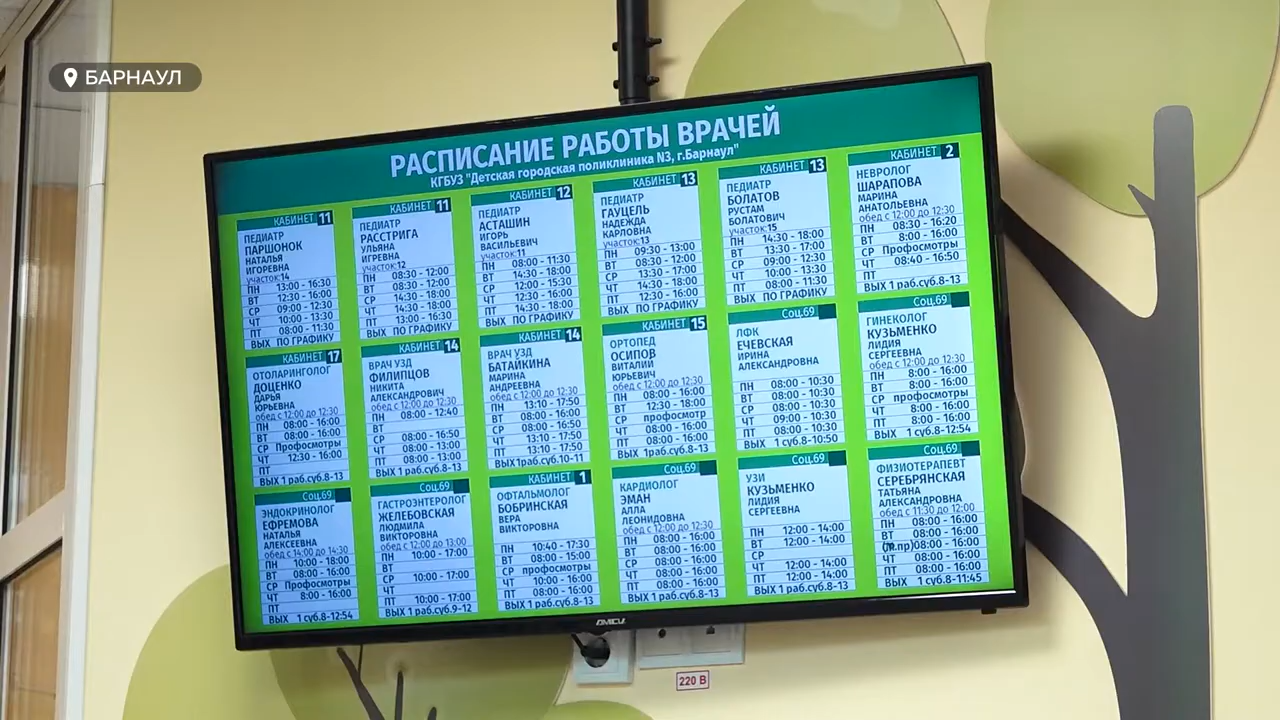 БАРНАУЛ
РАСПИСАНИЕ РАБОТЫ ВРАЧЕЙ
КГБУЗ "Детская городская поликлиника N3, г.Барнаул"
КАБИНЕТ 11
ПЕДИАТР
ПАРШОНОК
НАТАЛЬЯ
ИГОРЕВНА
участок:14
ПН 13:00 - 16:30
ВТ 12:30 - 16:00
СР 09:00 - 12:30
ЧТ 10:00 - 13:30
ПТ 08:00 - 11:30
ВЫХ ПО ГРАФИКУ
КАБИНЕТ 11
ПЕДИАТР
РАССТРИГА
УЛЬЯНА
ИГРЕВНА
участок:12
ПН 08:30 - 12:00
ВТ 08:30 - 12:00
СР 14:30 - 18:00
ЧТ 14:30 - 18:00
ПТ 13:00 - 16:30
ВЫХ ПО ГРАФИКУ
КАБИНЕТ 12
ПЕДИАТР
АСТАШИН
ИГОРЬ
ВАСИЛЬЕВИЧ
участок:11
ПН 08:00 - 11:30
ВТ 14:30 - 18:00
СР 12:00 - 15:30
ЧТ 12:30 - 16:00
ПТ 14:30 - 18:00
ВЫХ ПО ГРАФИКУ
КАБИНЕТ 13
ПЕДИАТР
ГАУЦЕЛЬ
НАДЕЖДА
КАРЛОВНА
участок:13
ПН 09:30 - 13:00
ВТ 08:30 - 12:00
СР 13:30 - 17:00
ЧТ 14:30 - 18:00
ПТ 12:30 - 16:00
ВЫХ ПО ГРАФИКУ
КАБИНЕТ 13
ПЕДИАТР
БОЛАТОВ
РУСТАМ
БОЛАТОВИЧ
участок:15
ПН 14:30 - 18:00
ВТ 13:30 - 17:00
СР 09:00 - 12:30
ЧТ 10:00 - 13:30
ПТ 08:00 - 11:30
ВЫХ ПО ГРАФИКУ
КАБИНЕТ 2
НЕВРОЛОГ
ШАРАПОВА
МАРИНА
АНАТОЛЬЕВНА
обед с 12:00 до 12:30
ПН 08:30 - 16:20
ВТ 8:00 - 16:00
СР Профосмотры
ЧТ 08:40 - 16:50
ПТ
ВЫХ 1 раб.суб.8-13
КАБИНЕТ 17
ОТОЛАРИНГОЛОГ
ДОЦЕНКО
ДАРЬЯ
ЮРЬЕВНА
обед с 12:00 до 12:30
ПН 08:00 - 16:00
ВТ 08:00 - 16:00
СР Профосмотры
ЧТ 12:30 - 16:00
ПТ
ВЫХ 1 раб.суб.8-13
КАБИНЕТ 14
ВРАЧ УЗД
ФИЛИПЦОВ
НИКИТА
АЛЕКСАНДРОВИЧ
обед с 12:00 до 12:30
ПН 08:00 - 12:40
ВТ
СР 08:00 - 16:50
ЧТ 08:00 - 13:00
ПТ 08:00 - 13:00
ВЫХ 1 раб.суб.8-13
КАБИНЕТ 14
ВРАЧ УЗД
БАТАЙКИНА
МАРИНА
АНДРЕЕВНА
обед с 12:00 до 12:30
ПН 13:10 - 17:50
ВТ 08:00 - 16:00
СР 08:00 - 16:50
ЧТ 13:10 - 17:50
ПТ 13:10 - 17:50
ВЫХ1 раб.суб.10-11
КАБИНЕТ 15
ОРТОПЕД
ОСИПОВ
ВИТАЛИИ
ЮРЬЕВИЧ
обед с 12:00 до 12:30
ПН 08:00 - 16:00
ВТ 12:30 - 18:00
СР профосмотр
ЧТ 08:00 - 16:00
ПТ 08:00 - 16:00
ВЫХ 1 раб.суб.8-13
Соц.69
ЛФК
ЕЧЕВСКАЯ
ИРИНА
АЛЕКСАНДРОВНА
ПН 08:00 - 10:30
ВТ 08:00 - 10:30
СР 08:00 - 10:30
ЧТ 09:00 - 10:30
ПТ 08:00 - 10:30
ВЫХ 1 суб.8-10:50
Соц.69
ГИНЕКОЛОГ
КУЗЬМЕНКО
ЛИДИЯ
СЕРГЕЕВНА
обед с 12:00 до 12:30
ПН 8:00 - 16:00
ВТ 8:00 - 16:00
СР профосмотры
ЧТ 8:00 - 16:00
ПТ 8:00 - 16:00
ВЫХ 1 суб.8-12:54
Соц.69
ЭНДОКРИНОЛОГ
ЕФРЕМОВА
НАТАЛЬЯ
АЛЕКСЕЕВНА
обед с 14:00 до 14:30
ПН 10:00 - 18:00
ВТ 08:00 - 16:00
СР Профосмотры
ЧТ 8:00 - 16:00
ПТ
ВЫХ 1 суб.8-12:54
Соц.69
ГАСТРОЭНТЕРОЛОГ
ЖЕЛЕБОВСКАЯ
ЛЮДМИЛА
ВИКТОРОВНА
обед с 12:00 до 13:00
ПН 10:00 - 17:00
ВТ
СР 10:00 - 17:00
ЧТ
ПТ 10:00 - 17:00
ВЫХ 1 раб.суб.9-12
КАБИНЕТ 1
ОФТАЛЬМОЛОГ
БОБРИНСКАЯ
ВЕРА
ВИКТОРОВНА
ПН 10:40 - 17:30
ВТ 08:00 - 15:00
СР профосмотры
ЧТ 10:00 - 16:00
ПТ 08:00 - 16:00
ВЫХ 1 раб.суб.8-13
Соц.69
КАРДИОЛОГ
ЭМАН
АЛЛА
ЛЕОНИДОВНА
обед с 12:00 до 12:30
ПН 08:00 - 16:00
ВТ 08:00 - 16:00
СР 08:00 - 16:00
ЧТ 08:00 - 16:00
ПТ 08:00 - 16:00
ВЫХ 1 раб.суб.8-13
Соц.69
УЗИ
КУЗЬМЕНКО
ЛИДИЯ
СЕРГЕЕВНА
ПН 12:00 - 14:00
ВТ 12:00 - 14:00
СР
ЧТ 12:00 - 14:00
ПТ 12:00 - 14:00
ВЫХ 1 раб.суб.8-13
Соц.69
ФИЗИОТЕРАПЕВТ
СЕРЕБРЯНСКАЯ
ТАТЬЯНА
АЛЕКСАНДРОВНА
обед с 11:30 до 12:00
ПН 08:00 - 16:00
ВТ 08:00 - 16:00
08:00 - 16:00
ЧТ 08:00 - 16:00
ПТ 08:00 - 16:00
ВЫХ 1 суб.8-11:45
220 В